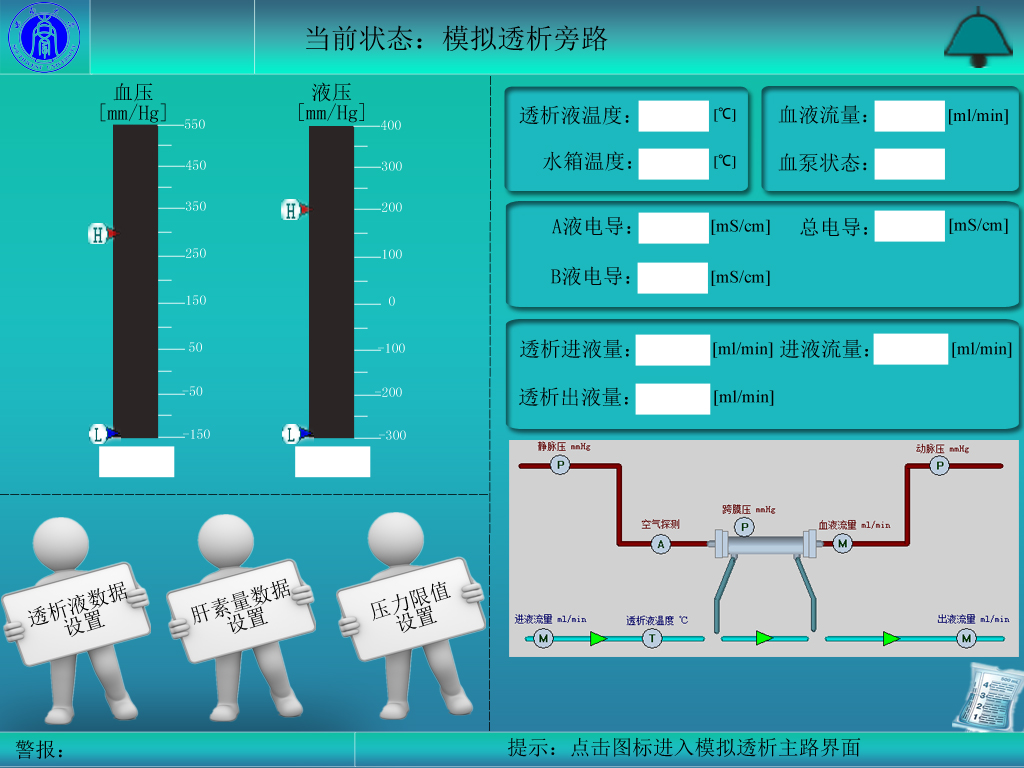 当前状态：模拟透析旁路
血压
[mm/Hg]
550
450
350
250
150
50
-50
-150
H
L
液压
[mm/Hg]
400
300
200
100
0
-100
-200
-300
H
L
透析液温度： [℃]
水箱温度： [℃]
血液流量： [ml/min]
血泵状态：
A液电导： [mS/cm] 总电导： [mS/cm]
B液电导： [mS/cm]
透析进液量： [ml/min] 进液流量： [ml/min]
透析出液量： [ml/min]
静脉压 mmHg
P
动脉压 mmHg
P
空气探测
A
跨膜压 mmHg
P
血液流量 ml/min
M
进液流量 ml/min
M
透析液温度 ℃
T
出液流量 ml/min
M
透析液数据
设置
肝素量数据
设置
压力限值
设置
4
3
2
1
警报：
提示：点击图标进入模拟透析主路界面